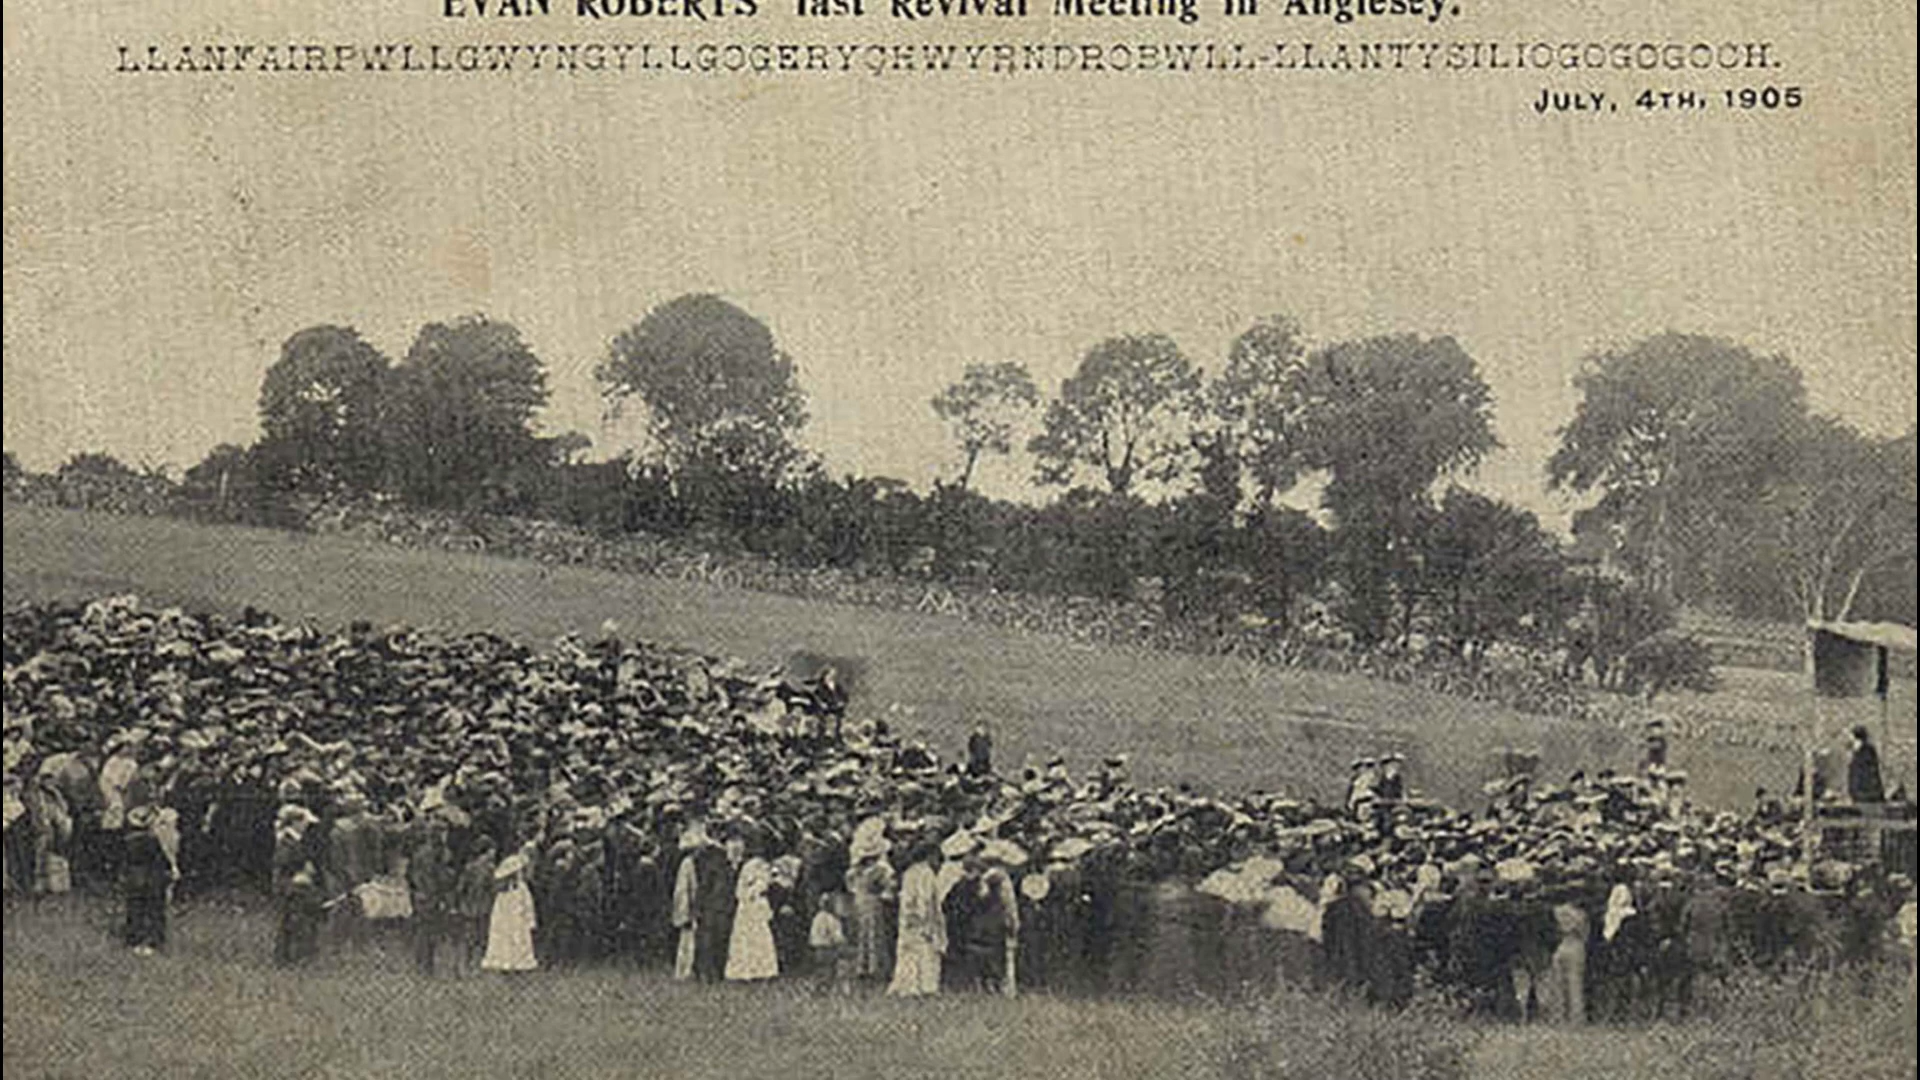 EVAN ROBERTS' last Revival Meeting in Anglesey.
LLANFAIRPWLLGWYNGYLLGOGERYCHWYRNDROBWLL-LLANTYSILIOGOGOGOCH.
JULY, 4TH, 1905